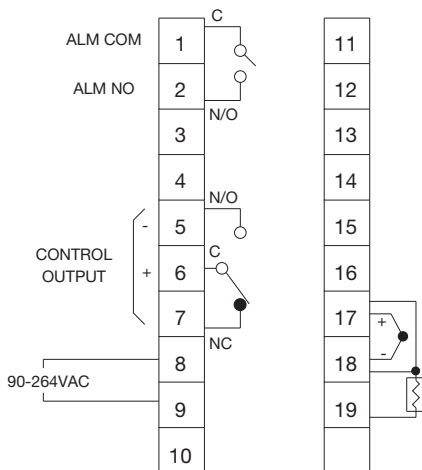 C
ALM COM 1 11
ALM NO 2 12
N/O
3 13
4 14
N/O
- 5 15
C
CONTROL
OUTPUT
+ 6 16
7 17
+
NC
8 18
-
90-264VAC
9 19
10